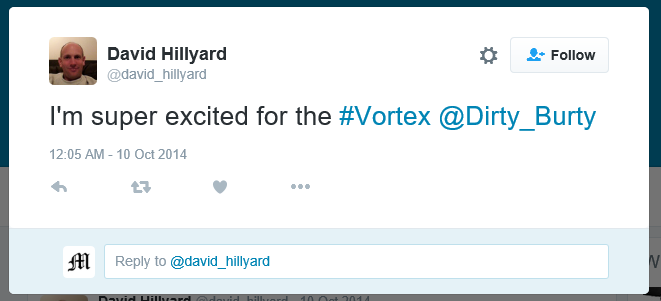 David Hillyard
@david_hillyard
Follow
I'm super excited for the #Vortex @Dirty_Burty
12:05 AM - 10 Oct 2014
M
Reply to @david_hillyard
David Hillyard @david_hillyard - 10 Oct 2014
W